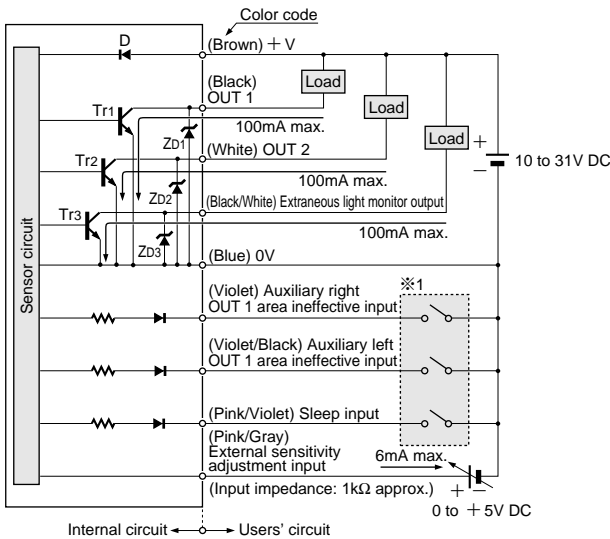 Color code
D
(Brown) ＋V
(Black)
OUT 1
Load
Load
Load
Tr1
100mA max.
ZD1
(White) OUT 2
Tr2
100mA max.
ZD2
(Black/White) Extraneous light monitor output
Tr3
100mA max.
ZD3
(Blue) 0V
+
−
10 to 31V DC
Sensor circuit
※1
(Violet) Auxiliary right
OUT 1 area ineffective input
(Violet/Black) Auxiliary left
OUT 1 area ineffective input
(Pink/Violet) Sleep input
(Pink/Gray)
External sensitivity
adjustment input
6mA max.
(Input impedance: 1kΩ approx.)
+ −
0 to ＋5V DC
Internal circuit
Users' circuit